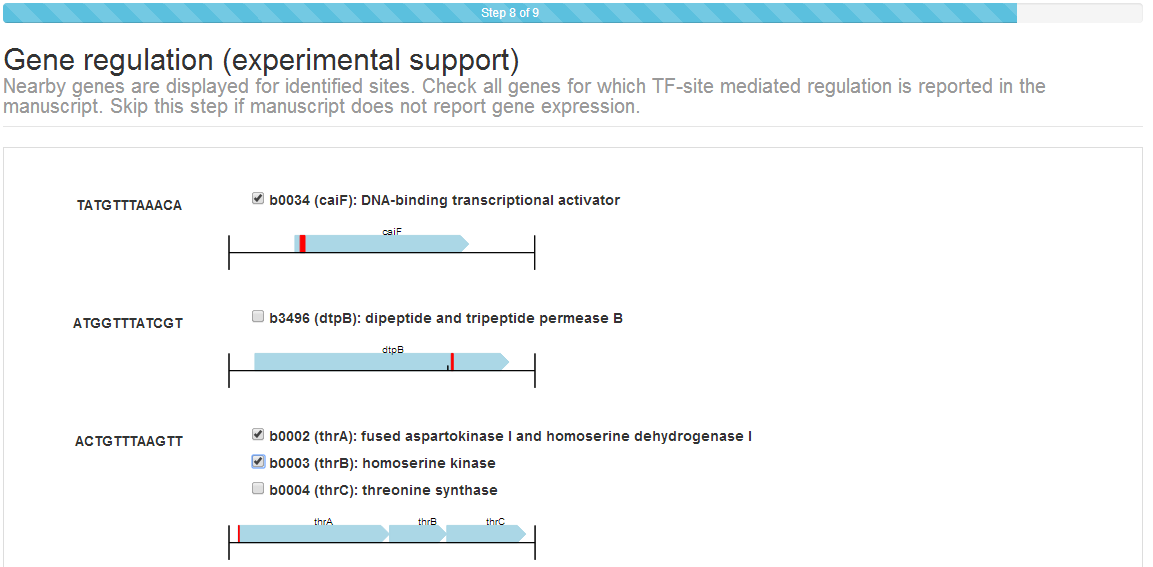 Step 8 of 9
Gene regulation (experimental support)
Nearby genes are displayed for identified sites. Check all genes for which TF-site mediated regulation is reported in the
manuscript. Skip this step if manuscript does not report gene expression.
TATGTTTAAACA
b0034 (caiF): DNA-binding transcriptional activator
caiF
ATGGTTTATCGT
b3496 (dtpB): dipeptide and tripeptide permease B
dtpB
ACTGTTTAAGTT
b0002 (thrA): fused aspartokinase I and homoserine dehydrogenase I
b0003 (thrB): homoserine kinase
b0004 (thrC): threonine synthase
thrA thrB thrC